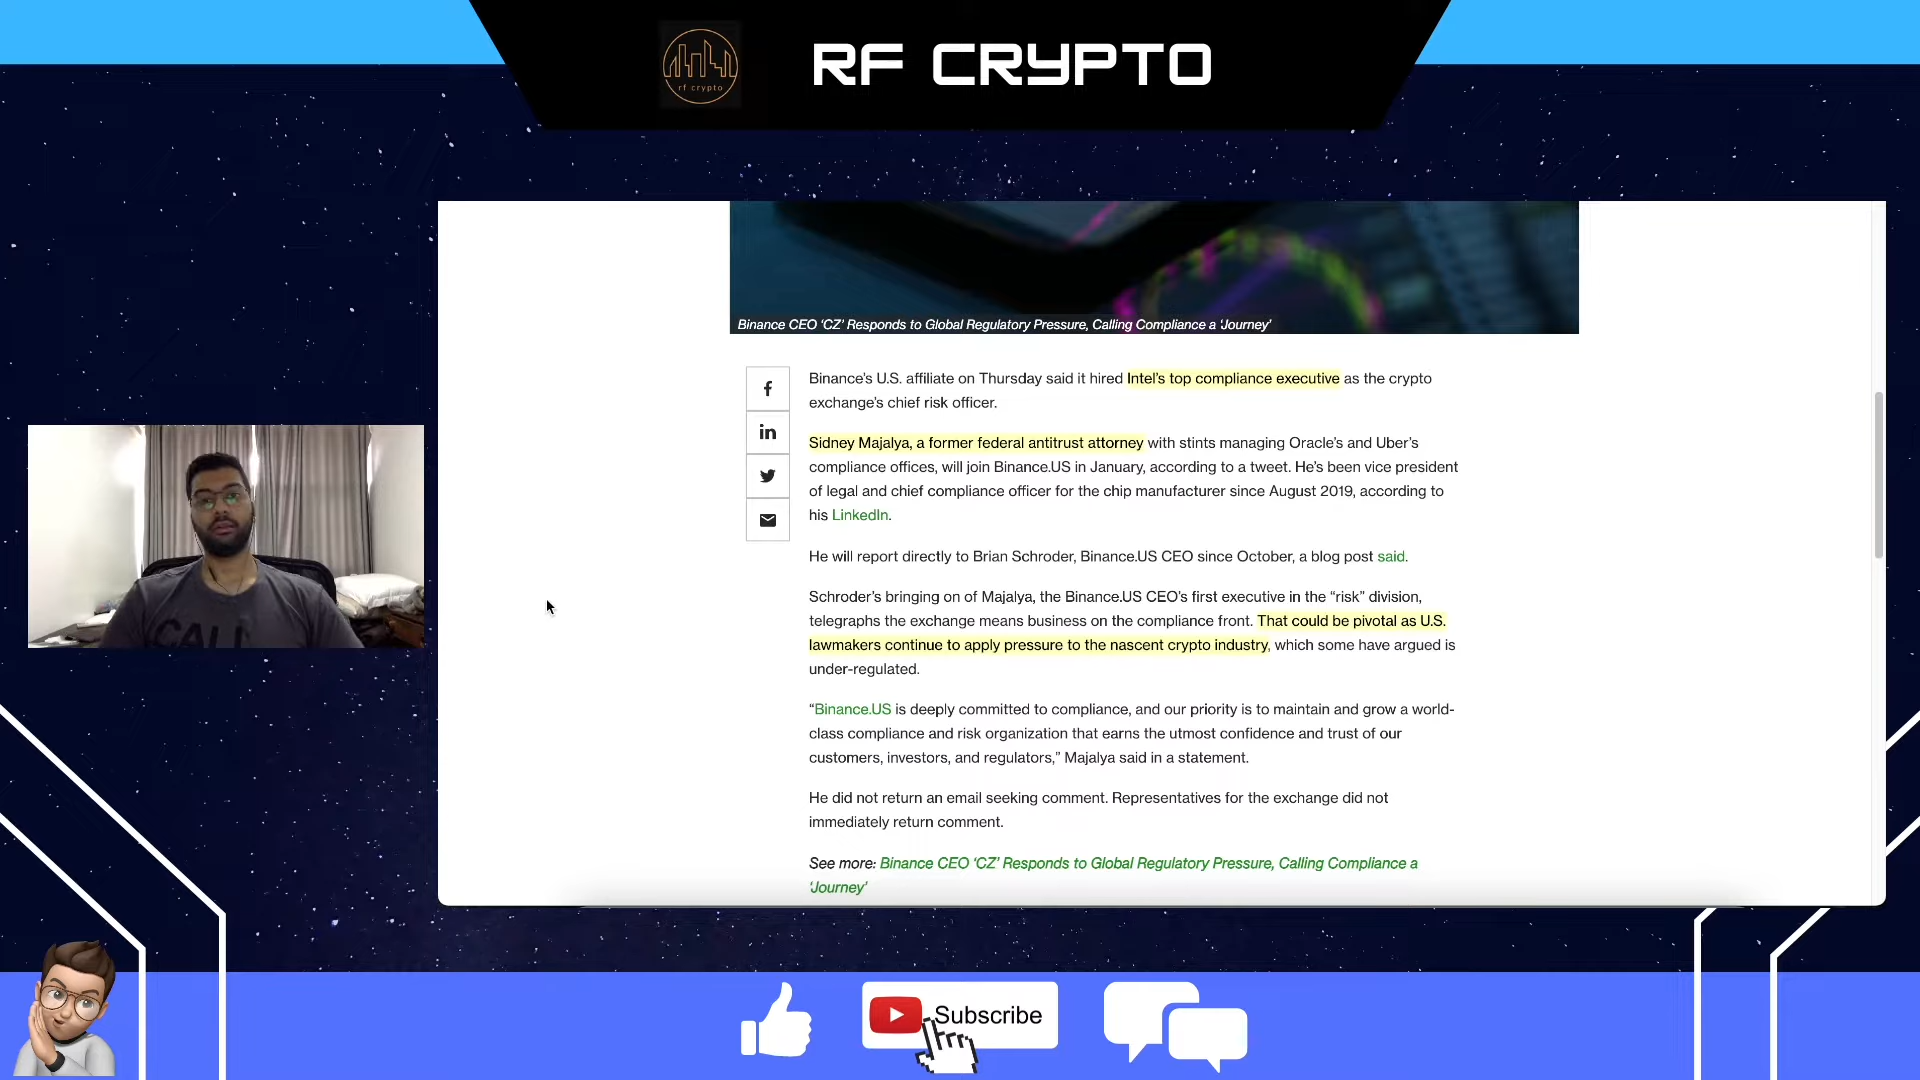 rf crypto
RF CRYPTO
Binance CEO ‘CZ’ Responds to Global Regulatory Pressure, Calling Compliance a ‘Journey’
Binance’s U.S. affiliate on Thursday said it hired Intel’s top compliance executive as the crypto
exchange’s chief risk officer.
Sidney Majalya, a former federal antitrust attorney with stints managing Oracle’s and Uber’s
compliance offices, will join Binance.US in January, according to a tweet. He’s been vice president
of legal and chief compliance officer for the chip manufacturer since August 2019, according to
his LinkedIn.
He will report directly to Brian Schroder, Binance.US CEO since October, a blog post said.
Schroder’s bringing on of Majalya, the Binance.US CEO’s first executive in the “risk” division,
telegraphs the exchange means business on the compliance front. That could be pivotal as U.S.
lawmakers continue to apply pressure to the nascent crypto industry, which some have argued is
under-regulated.
“Binance.US is deeply committed to compliance, and our priority is to maintain and grow a world-
class compliance and risk organization that earns the utmost confidence and trust of our
customers, investors, and regulators,” Majalya said in a statement.
He did not return an email seeking comment. Representatives for the exchange did not
immediately return comment.
See more: Binance CEO ‘CZ’ Responds to Global Regulatory Pressure, Calling Compliance a
‘Journey’
CALL
Subscribe